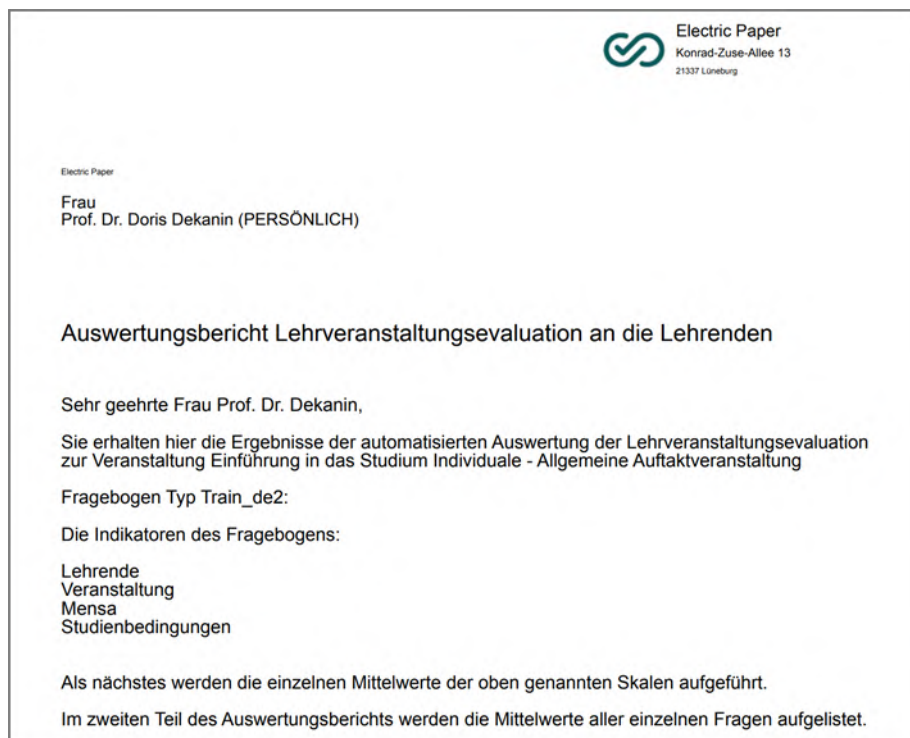 Electric Paper
Konrad-Zuse-Allee 13
21337 Lüneburg
Electric Paper
Frau
Prof. Dr. Doris Dekanin (PERSÖNLICH)
Auswertungsbericht Lehrveranstaltungsevaluation an die Lehrenden
Sehr geehrte Frau Prof. Dr. Dekanin,
Sie erhalten hier die Ergebnisse der automatisierten Auswertung der Lehrveranstaltungsevaluation
zur Veranstaltung Einführung in das Studium Individuale - Allgemeine Auftaktveranstaltung
Fragebogen Typ Train_de2:
Die Indikatoren des Fragebogens:
Lehrende
Veranstaltung
Mensa
Studienbedingungen
Als nächstes werden die einzelnen Mittelwerte der oben genannten Skalen aufgeführt.
Im zweiten Teil des Auswertungsberichts werden die Mittelwerte aller einzelnen Fragen aufgelistet.